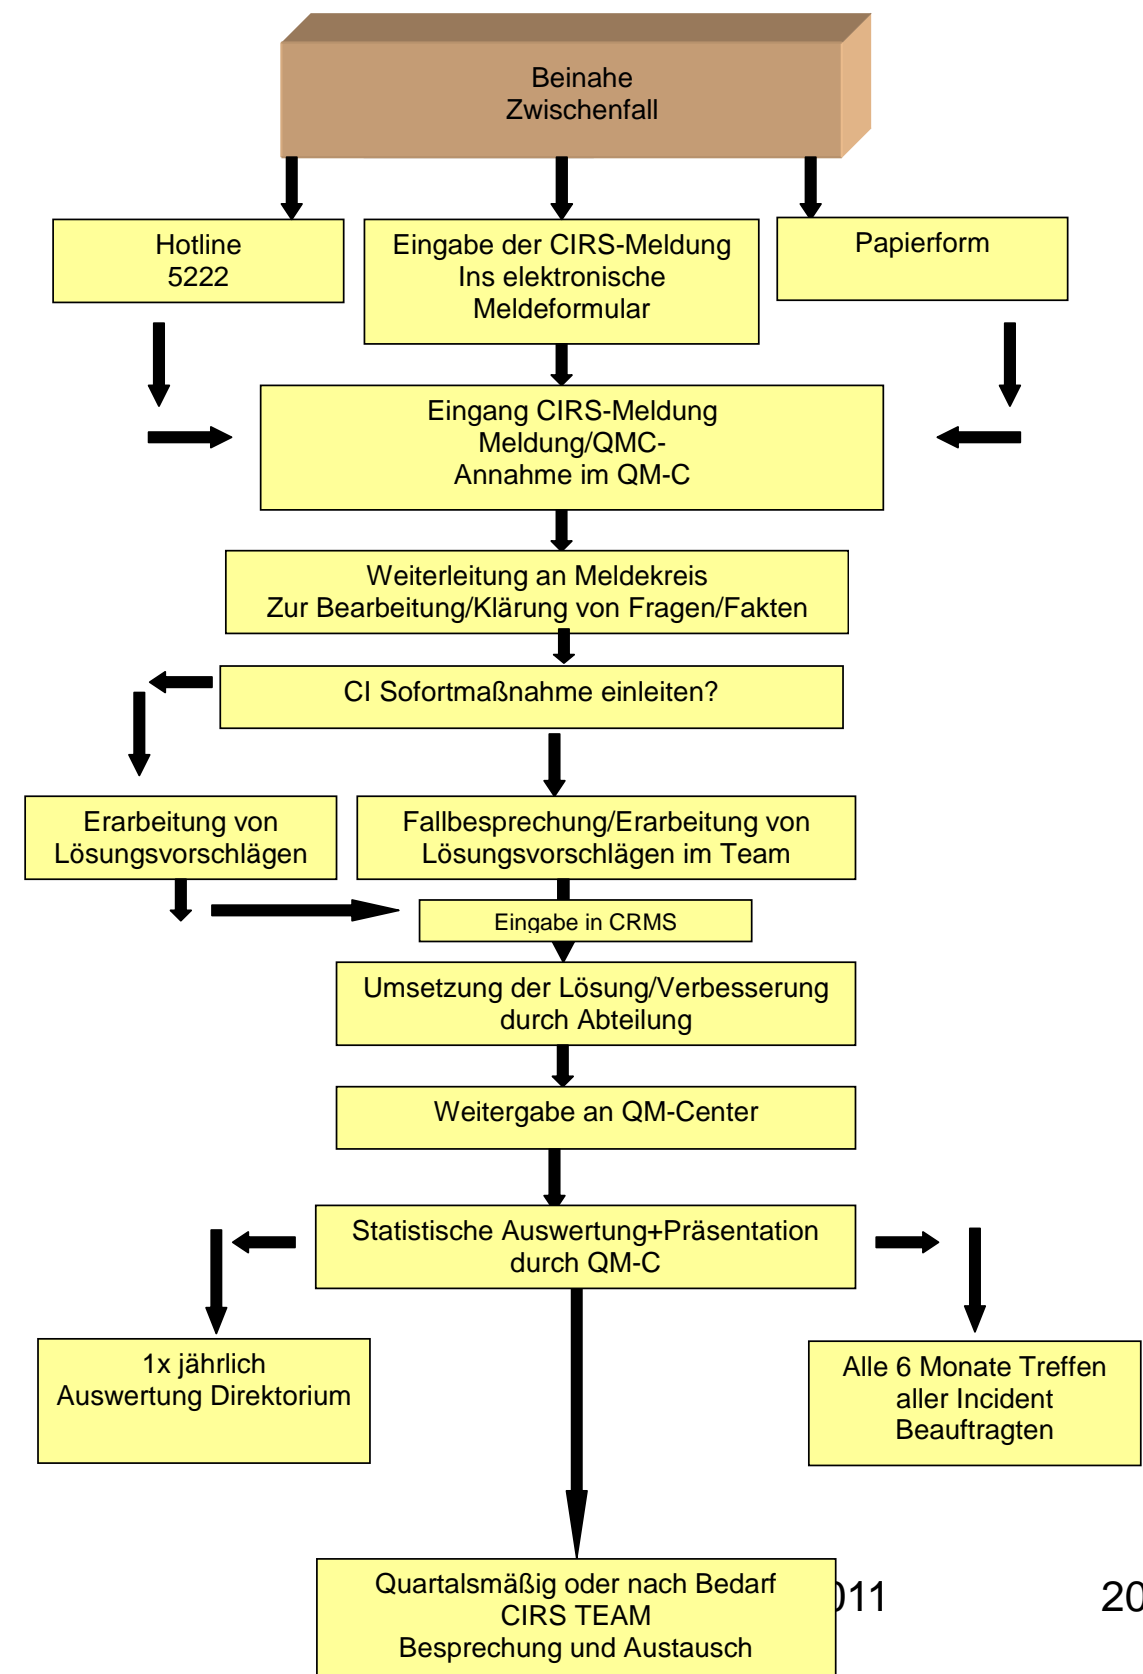 Beinahe
Zwischenfall
Hotline
5222
Eingabe der CIRS-Meldung
Ins elektronische
Meldeformular
Papierform
Eingang CIRS-Meldung
Meldung/QMC-
Annahme im QM-C
Weiterleitung an Meldekreis
Zur Bearbeitung/Klärung von Fragen/Fakten
CI Sofortmaßnahme einleiten?
Erarbeitung von
Lösungsvorschlägen
Fallbesprechung/Erarbeitung von
Lösungsvorschlägen im Team
Eingabe in CRMS
Umsetzung der Lösung/Verbesserung
durch Abteilung
Weitergabe an QM-Center
Statistische Auswertung+Präsentation
durch QM-C
1x jährlich
Auswertung Direktorium
Alle 6 Monate Treffen
aller Incident
Beauftragten
Quartalsmäßig oder nach Bedarf
CIRS TEAM
Besprechung und Austausch
011
20